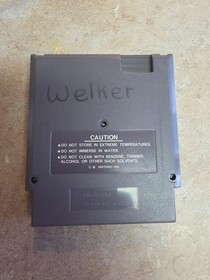 Welker
CAUTION
●DO NOT STORE IN EXTREME TEMPERATURES.
●DO NOT IMMERSE IN WATER.
●DO NOT CLEAN WITH BENZENE, THINNER,
ALCOHOL OR OTHER SUCH SOLVENTS.